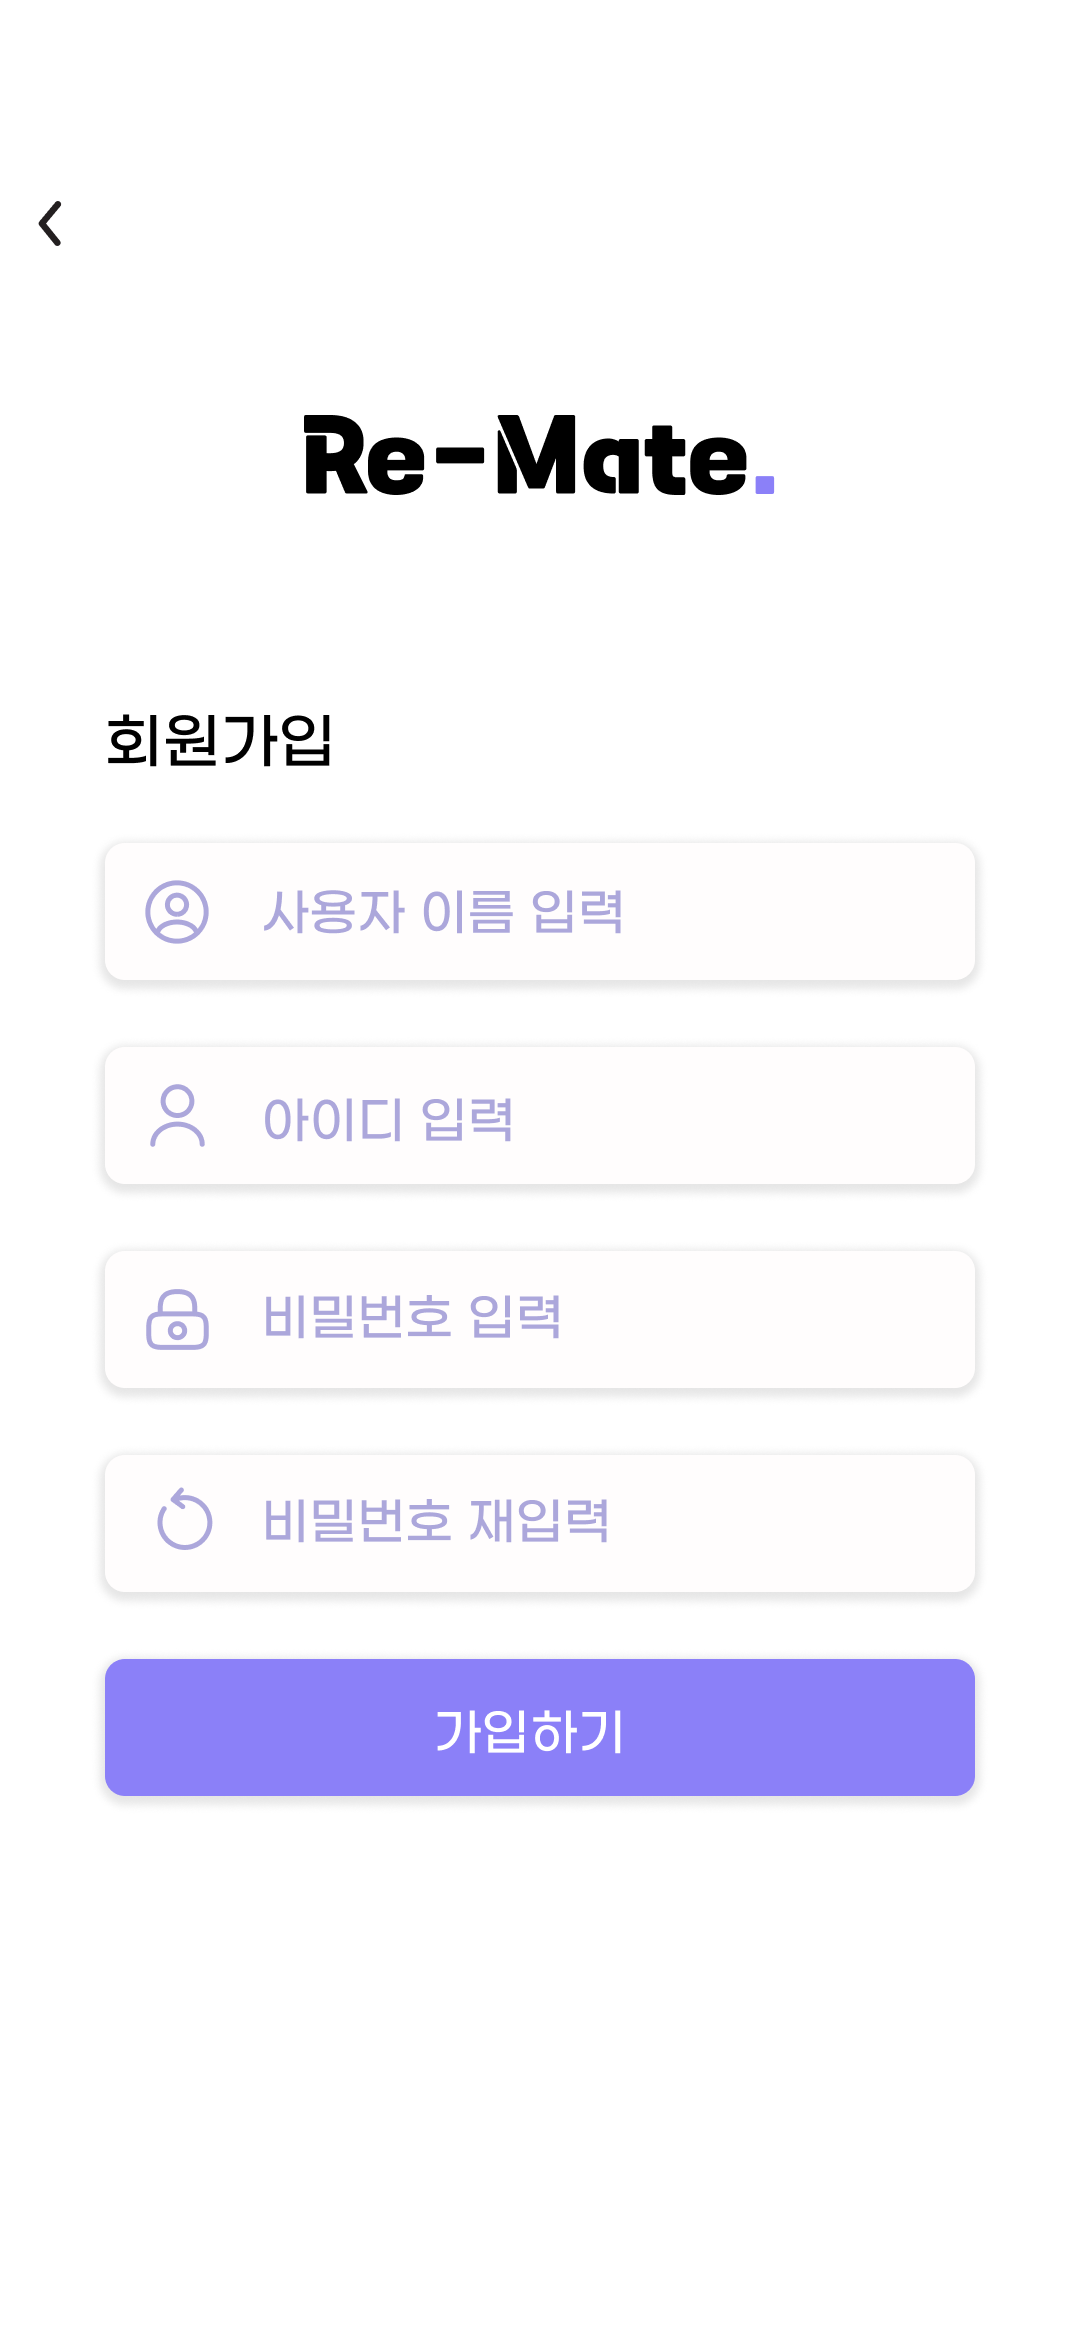 Re-Mate.
회원가입
사용자 이름 입력
아이디 입력
비밀번호 입력
비밀번호 재입력
가입하기